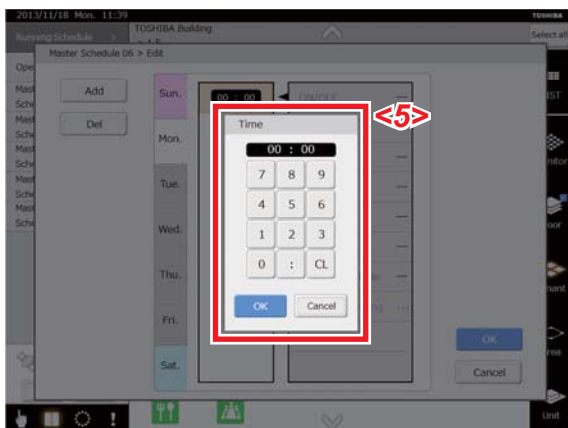 2013/11/18 Mon. 11:39
TOSHIBA
Running Schedule >
TOSHIBA Building
Select all
Master Schedule 06 > Edit
Add
Del
Sun.
Mon.
Tue.
Wed.
Thu.
Fri.
Sat.
00 : 00
ON/OFF
<5>
Time
00 : 00
7 8 9
4 5 6
1 2 3
0 : CL
OK Cancel
OK
Cancel
Unit